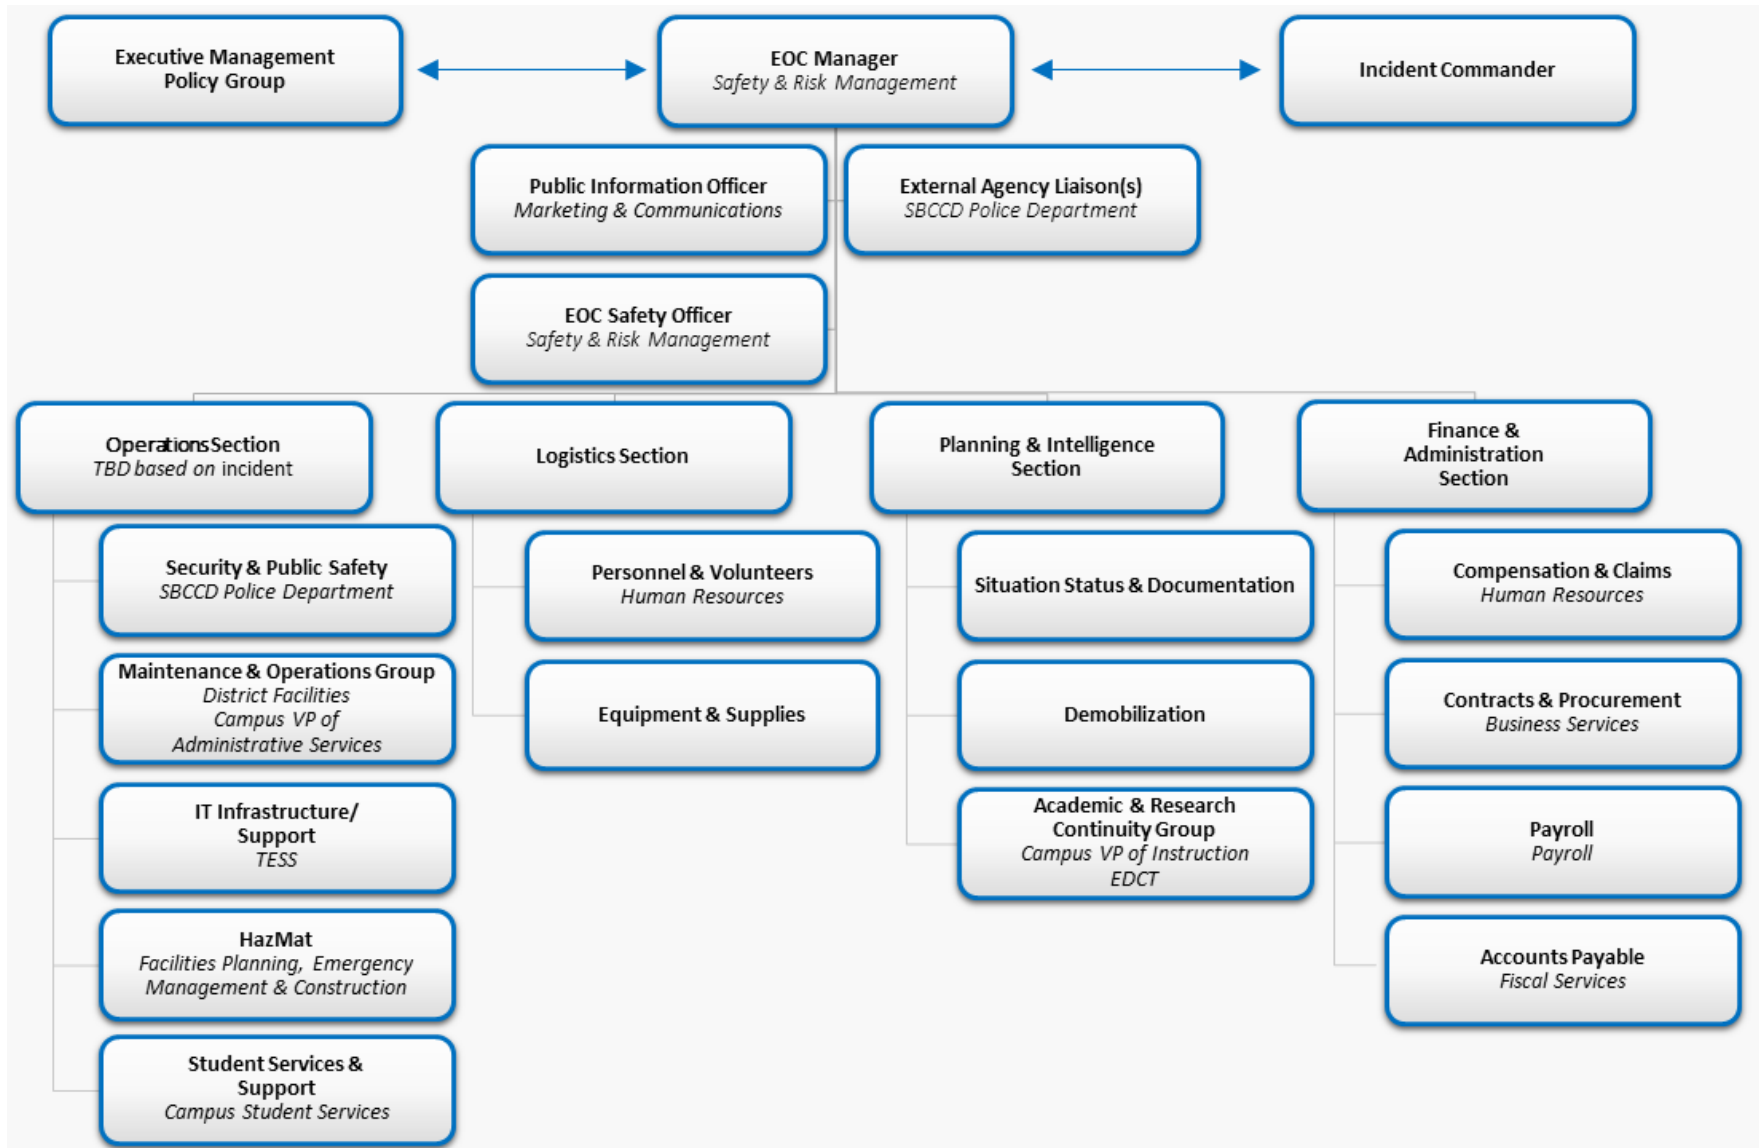 Executive Management
Policy Group
EOC Manager
Safety & Risk Management
Incident Commander
Public Information Officer
Marketing & Communications
External Agency Liaison(s)
SBCCD Police Department
EOC Safety Officer
Safety & Risk Management
Operations Section
TBD based on incident
Logistics Section
Planning & Intelligence
Section
Finance &
Administration
Section
Security & Public Safety
SBCCD Police Department
Maintenance & Operations Group
District Facilities
Campus VP of
Administrative Services
IT Infrastructure/
Support
TESS
HazMat
Facilities Planning, Emergency
Management & Construction
Student Services &
Support
Campus Student Services
Personnel & Volunteers
Human Resources
Equipment & Supplies
Situation Status & Documentation
Demobilization
Academic & Research
Continuity Group
Campus VP of Instruction
EDCT
Compensation & Claims
Human Resources
Contracts & Procurement
Business Services
Payroll
Payroll
Accounts Payable
Fiscal Services